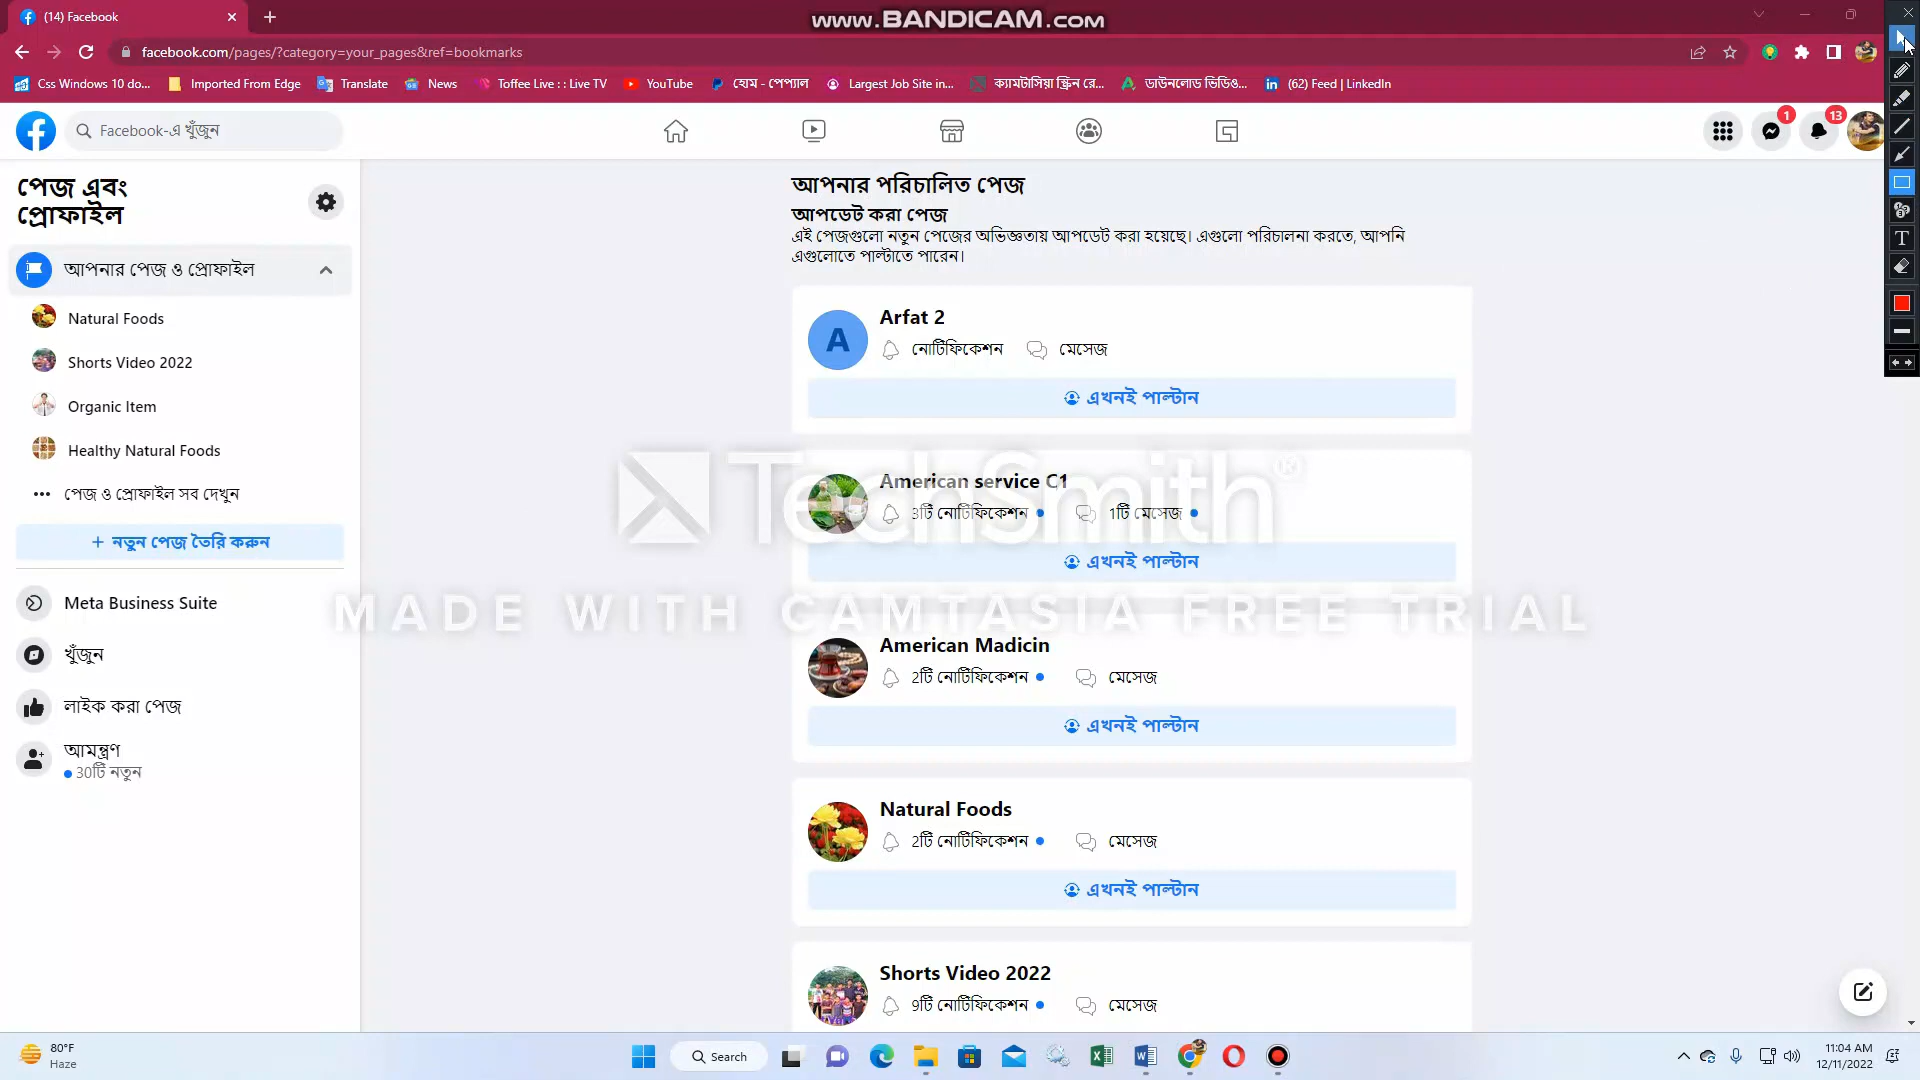 (14) Facebook
www.BANDICAM.com
facebook.com/pages/?category=your_pages&ref=bookmarks
Css Windows 10 do...
Imported From Edge
Translate
News
Toffee Live : : Live TV
YouTube
হোম - পেপ্যাল
Largest Job Site in...
ক্যামটাসিয়া স্ক্রিন রে...
ডাউনলোড ভিডিও...
(62) Feed | LinkedIn
Facebook-এ খুঁজুন
1
13
পেজ এবং
প্রোফাইল
আপনার পেজ ও প্রোফাইল
Natural Foods
Shorts Video 2022
Organic Item
Healthy Natural Foods
পেজ ও প্রোফাইল সব দেখুন
+ নতুন পেজ তৈরি করুন
Meta Business Suite
খুঁজুন
লাইক করা পেজ
আমন্ত্রণ
30টি নতুন
আপনার পরিচালিত পেজ
আপডেট করা পেজ
এই পেজগুলো নতুন পেজের অভিজ্ঞতায় আপডেট করা হয়েছে। এগুলো পরিচালনা করতে, আপনি
এগুলোতে পাল্টাতে পারেন।
A
Arfat 2
নোটিফিকেশন মেসেজ
এখনই পাল্টান
American service C1
3টি নোটিফিকেশন 1টি মেসেজ
এখনই পাল্টান
TechSmith®
MADE WITH CAMTASIA FREE TRIAL
American Madicin
2টি নোটিফিকেশন মেসেজ
এখনই পাল্টান
Natural Foods
2টি নোটিফিকেশন মেসেজ
এখনই পাল্টান
Shorts Video 2022
9টি নোটিফিকেশন মেসেজ
T
80°F
Haze
Search
11:04 AM
12/11/2022